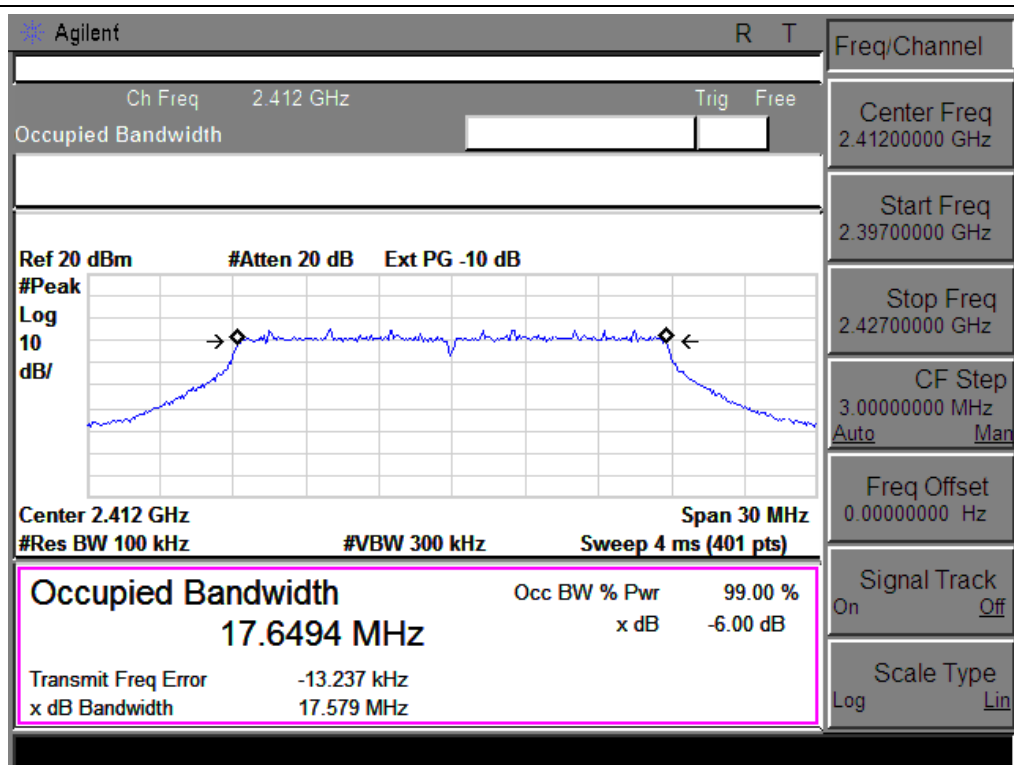 Agilent R T
Ch Freq 2.412 GHz Trig Free
Occupied Bandwidth
Ref 20 dBm #Atten 20 dB Ext PG -10 dB
#Peak
Log
10
dB/
Center 2.412 GHz Span 30 MHz
#Res BW 100 kHz #VBW 300 kHz Sweep 4 ms (401 pts)
Occupied Bandwidth Occ BW % Pwr 99.00 %
17.6494 MHz x dB -6.00 dB
Transmit Freq Error -13.237 kHz
x dB Bandwidth 17.579 MHz
Freq/Channel
Center Freq
2.41200000 GHz
Start Freq
2.39700000 GHz
Stop Freq
2.42700000 GHz
CF Step
3.00000000 MHz
Auto Man
Freq Offset
0.00000000 Hz
Signal Track
On Off
Scale Type
Log Lin